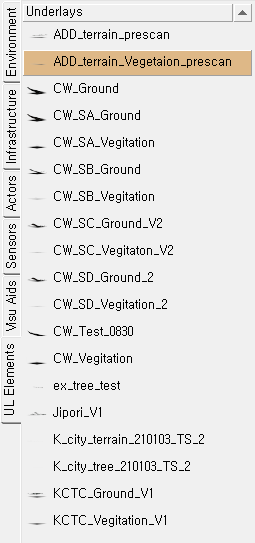 Underlays
Environment
Infrastructure
Actors
Sensors
Visu Aids
UL Elements
ADD_terrain_prescan
ADD_terrain_Vegetaion_prescan
CW_Ground
CW_SA_Ground
CW_SA_Vegitation
CW_SB_Ground
CW_SB_Vegitation
CW_SC_Ground_V2
CW_SC_Vegitaton_V2
CW_SD_Ground_2
CW_SD_Vegitation_2
CW_Test_0830
CW_Vegitation
ex_tree_test
Jipori_V1
K_city_terrain_210103_TS_2
K_city_tree_210103_TS_2
KCTC_Ground_V1
KCTC_Vegitation_V1